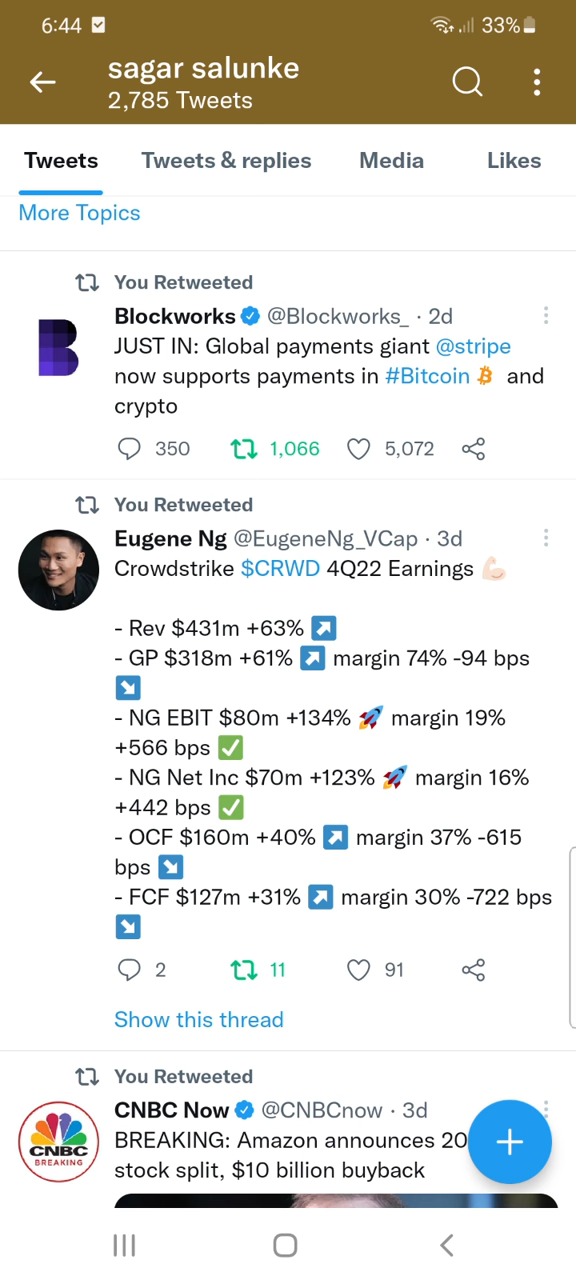 6:44 33%
sagar salunke
2,785 Tweets
Tweets Tweets & replies Media Likes
More Topics
You Retweeted
Blockworks @Blockworks_ · 2d
JUST IN: Global payments giant @stripe
now supports payments in #Bitcoin and
crypto
350 1,066 5,072
You Retweeted
Eugene Ng @EugeneNg_VCap · 3d
Crowdstrike $CRWD 4Q22 Earnings 💪🏻
- Rev $431m +63% ↗️
- GP $318m +61% ↗️ margin 74% -94 bps
↘️
- NG EBIT $80m +134% 🚀 margin 19%
+566 bps ✅
- NG Net Inc $70m +123% 🚀 margin 16%
+442 bps ✅
- OCF $160m +40% ↗️ margin 37% -615
bps ↘️
- FCF $127m +31% ↗️ margin 30% -722 bps
↘️
2 11 91
Show this thread
You Retweeted
CNBC Now @CNBCnow · 3d
CNBC
BREAKING
BREAKING: Amazon announces 20
stock split, $10 billion buyback